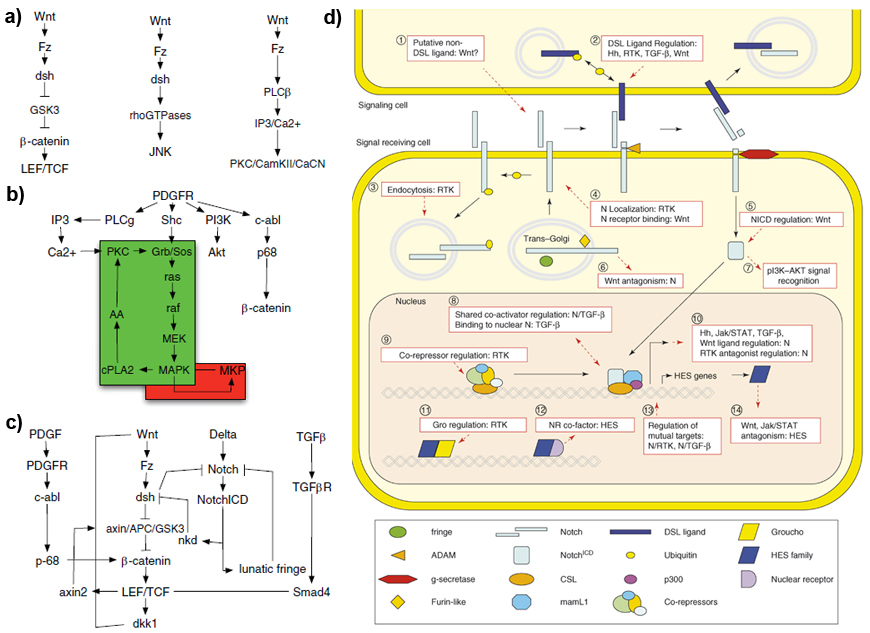 a)
Wnt
Fz
dsh
GSK3
β-catenin
LEF/TCF
Wnt
Fz
dsh
rhoGTPases
JNK
Wnt
Fz
PLCβ
IP3/Ca2+
PKC/CamKII/CaCN
b)
PDGFR
IP3
PLCg
Shc
PI3K
c-abl
Ca2+
PKC
Grb/Sos
Akt
p68
ras
β-catenin
AA
raf
MEK
cPLA2
MAPK
MKP
c)
PDGF
Wnt
Delta
TGFβ
PDGFR
Fz
Notch
TGFβR
c-abl
dsh
NotchICD
axin/APC/GSK3
nkd
p-68
β-catenin
lunatic fringe
axin2
LEF/TCF
Smad4
dkk1
d)
① Putative non-
DSL ligand: Wnt?
② DSL Ligand Regulation:
Hh, RTK, TGF-β, Wnt
Signaling cell
Signal receiving cell
③ Endocytosis: RTK
④ N Localization: RTK
N receptor binding: Wnt
⑤ NICD regulation: Wnt
Trans–Golgi
⑥ Wnt antagonism: N
⑦ pI3K–AKT signal
recognition
Nucleus
⑧ Shared co-activator regulation: N/TGF-β
Binding to nuclear N: TGF-β
⑨ Co-repressor regulation: RTK
⑩ Hh, Jak/STAT, TGF-β,
Wnt ligand regulation: N
RTK antagonist regulation: N
HES genes
⑪ Gro regulation: RTK
⑫ NR co-factor: HES
⑬ Regulation of
mutual targets:
N/RTK, N/TGF-β
⑭ Wnt, Jak/STAT
antagonism: HES
fringe
Notch
DSL ligand
Groucho
ADAM
NotchICD
Ubiquitin
HES family
g-secretase
CSL
p300
Nuclear receptor
Furin-like
mamL1
Co-repressors